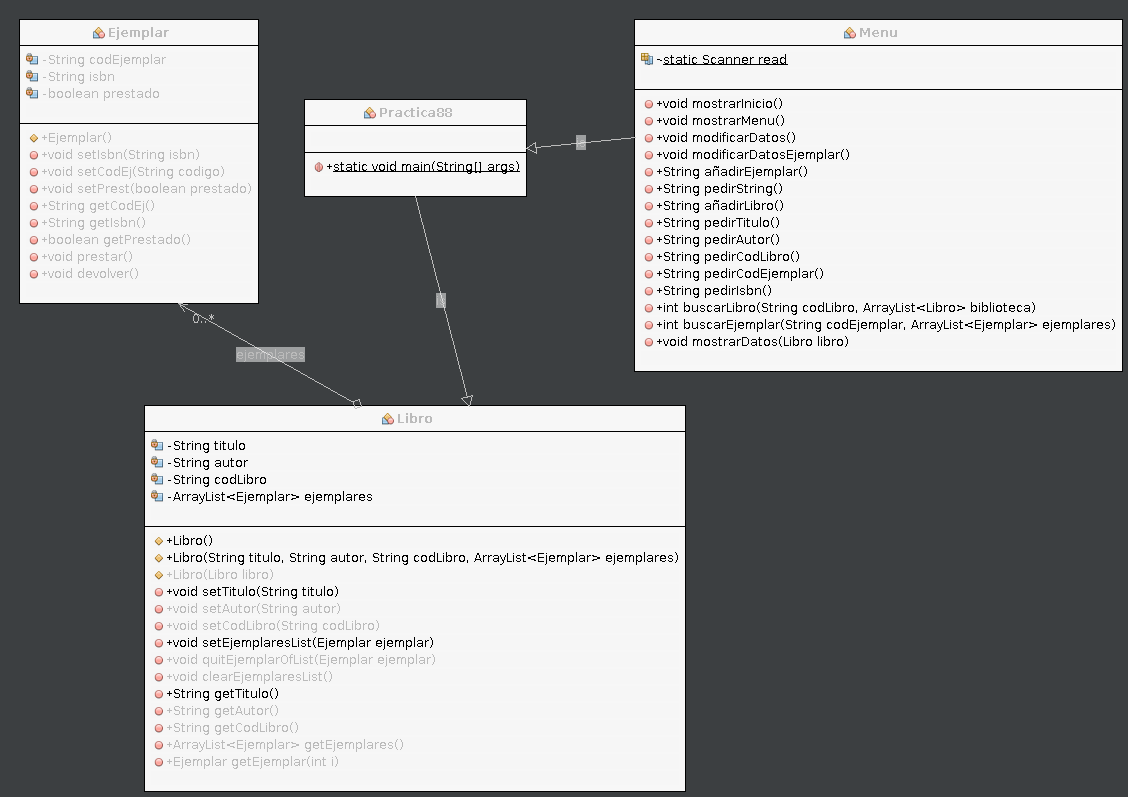 Ejemplar
-String codEjemplar
-String isbn
-boolean prestado
+Ejemplar()
+void setIsbn(String isbn)
+void setCodEj(String codigo)
+void setPrest(boolean prestado)
+String getCodEj()
+String getIsbn()
+boolean getPrestado()
+void prestar()
+void devolver()
Practica88
+static void main(String[] args)
Menu
~static Scanner read
+void mostrarInicio()
+void mostrarMenu()
+void modificarDatos()
+void modificarDatosEjemplar()
+String añadirEjemplar()
+String pedirString()
+String añadirLibro()
+String pedirTitulo()
+String pedirAutor()
+String pedirCodLibro()
+String pedirCodEjemplar()
+String pedirIsbn()
+int buscarLibro(String codLibro, ArrayList<Libro> biblioteca)
+int buscarEjemplar(String codEjemplar, ArrayList<Ejemplar> ejemplares)
+void mostrarDatos(Libro libro)
0..*
ejemplares
Libro
-String titulo
-String autor
-String codLibro
-ArrayList<Ejemplar> ejemplares
+Libro()
+Libro(String titulo, String autor, String codLibro, ArrayList<Ejemplar> ejemplares)
+Libro(Libro libro)
+void setTitulo(String titulo)
+void setAutor(String autor)
+void setCodLibro(String codLibro)
+void setEjemplaresList(Ejemplar ejemplar)
+void quitEjemplarOfList(Ejemplar ejemplar)
+void clearEjemplaresList()
+String getTitulo()
+String getAutor()
+String getCodLibro()
+ArrayList<Ejemplar> getEjemplares()
+Ejemplar getEjemplar(int i)